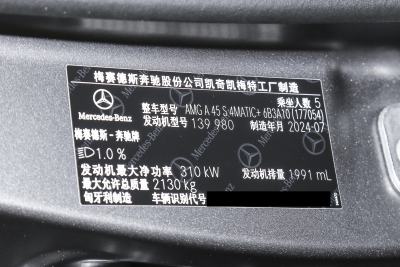 梅赛德斯奔驰股份公司凯奇凯梅特工厂制造
乘坐人数 5
整车型号 AMG A 45 S 4MATIC+ 6B3A10 (177054)
Mercedes-Benz 发动机型号 139 980 制造年月 2024-07
梅赛德斯-奔驰牌
1.0 %
发动机最大净功率 310 kW 发动机排量 1991 mL
最大允许总质量 2130 kg
匈牙利制造 车辆识别代号